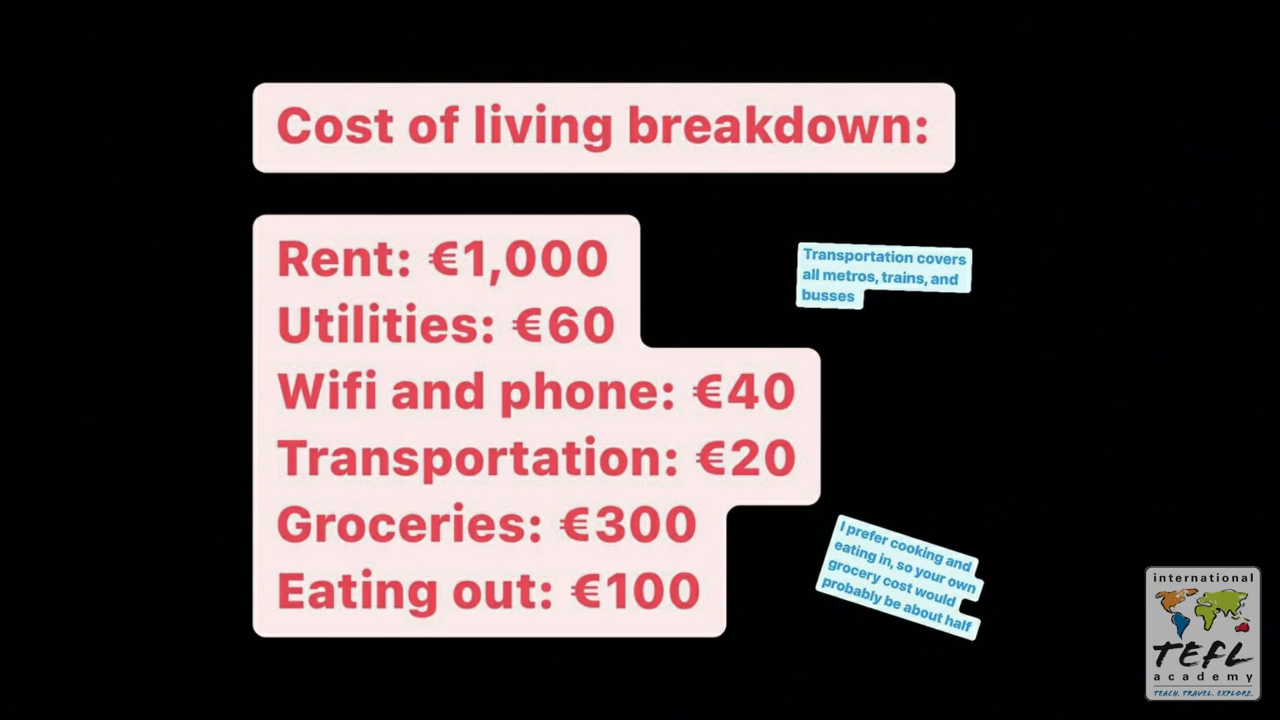 Cost of living breakdown:
Rent: €1,000
Utilities: €60
Wifi and phone: €40
Transportation: €20
Groceries: €300
Eating out: €100
Transportation covers
all metros, trains, and
busses
I prefer cooking and
eating in, so your own
grocery cost would
probably be about half
international
TEFL
academy
TEACH. TRAVEL. EXPLORE.